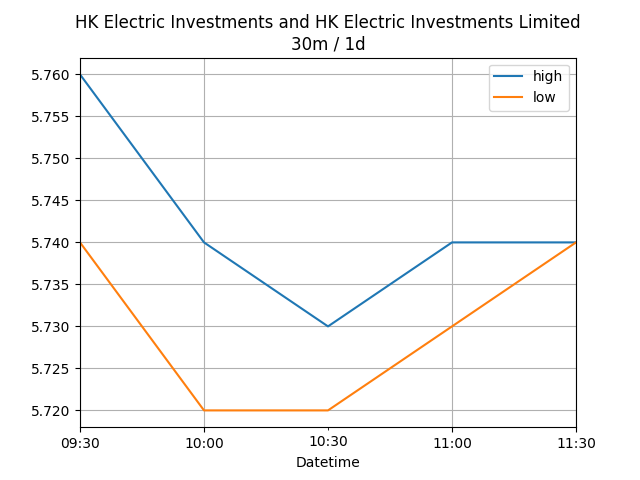 HK Electric Investments and HK Electric Investments Limited
30m / 1d
high
low
5.760
5.755
5.750
5.745
5.740
5.735
5.730
5.725
5.720
09:30
10:00
10:30
11:00
11:30
Datetime